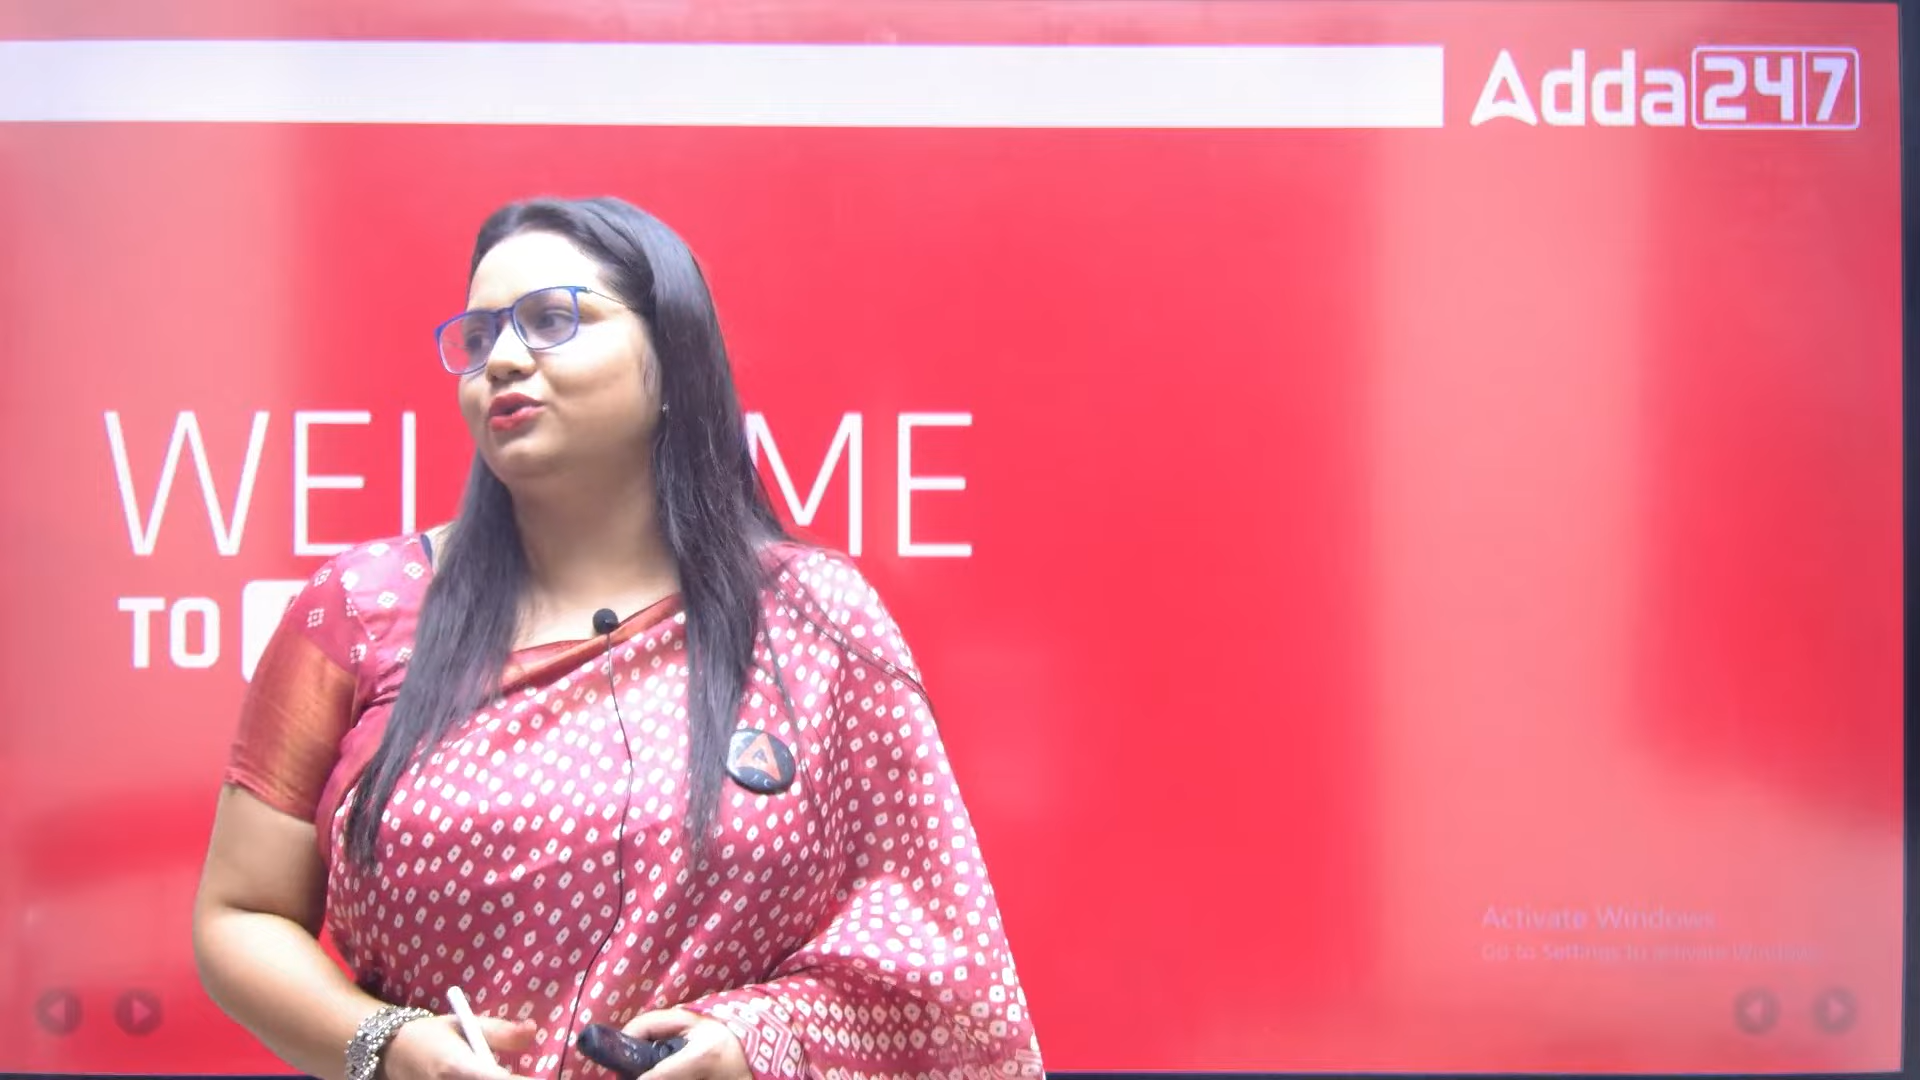 Adda247
WEL ME
TO
Activate Windows
Go to Settings to activate Windows.